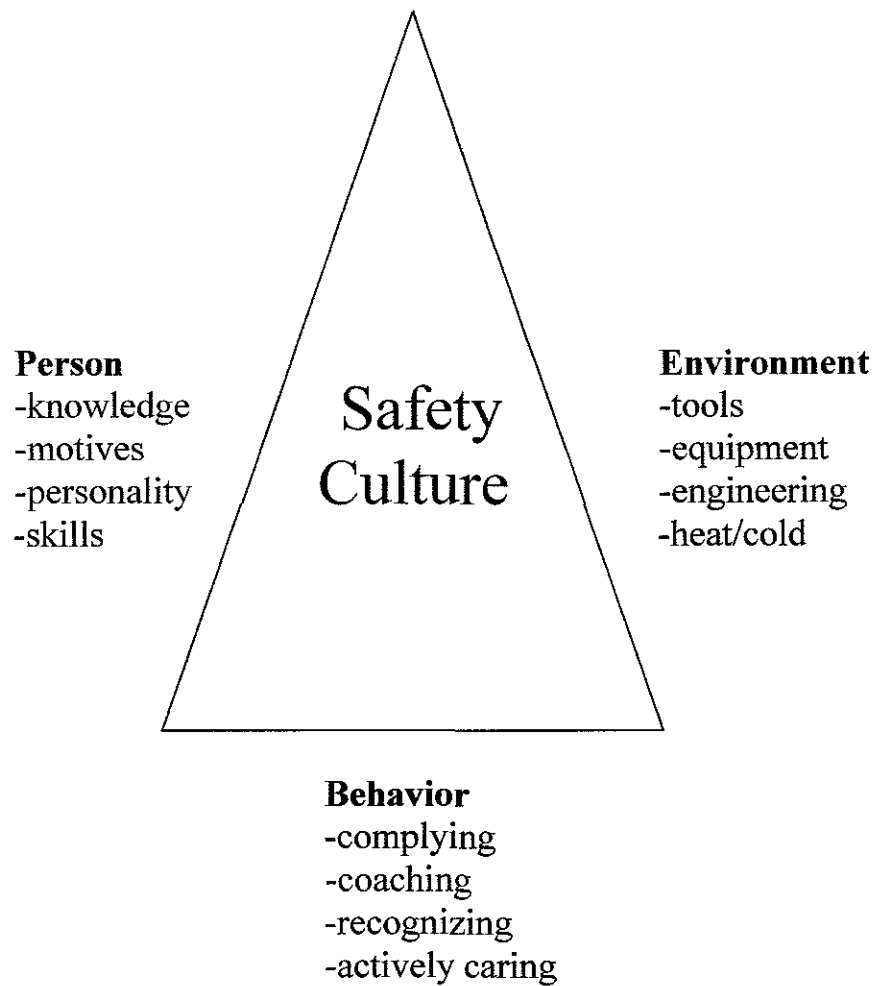 Person
-knowledge
-motives
-personality
-skills
Safety
Culture
Environment
-tools
-equipment
-engineering
-heat/cold
Behavior
-complying
-coaching
-recognizing
-actively caring